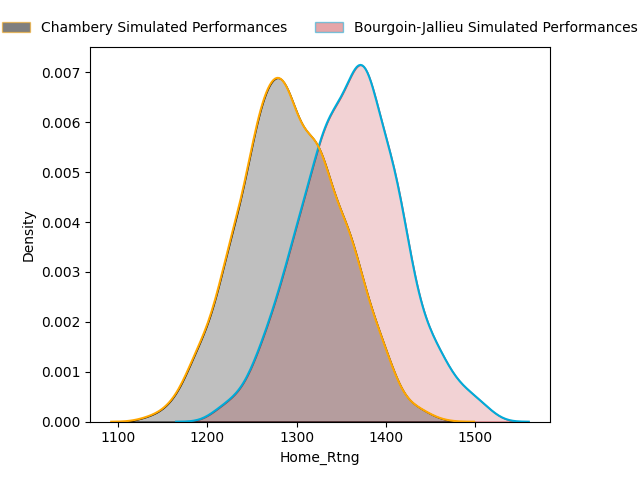 Chambery Simulated Performances
Bourgoin-Jallieu Simulated Performances
Density
0.007
0.006
0.005
0.004
0.003
0.002
0.001
0.000
1100 1200 1300 1400 1500
Home_Rtng